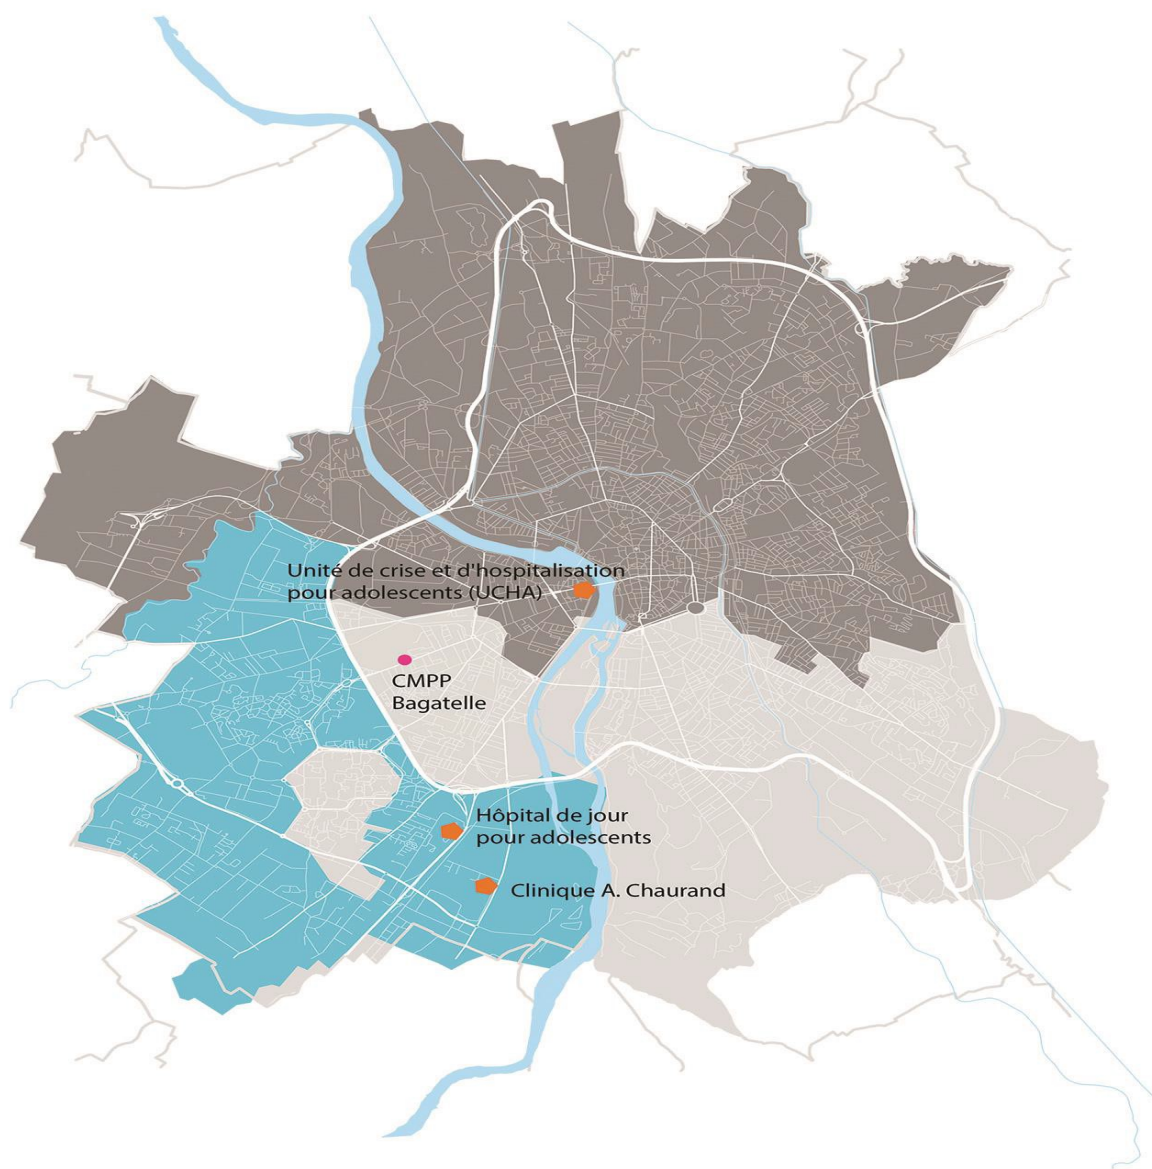 Unité de crise et d'hospitalisation
pour adolescents (UCHA)
CMPP
Bagatelle
Hôpital de jour
pour adolescents
Clinique A. Chaurand